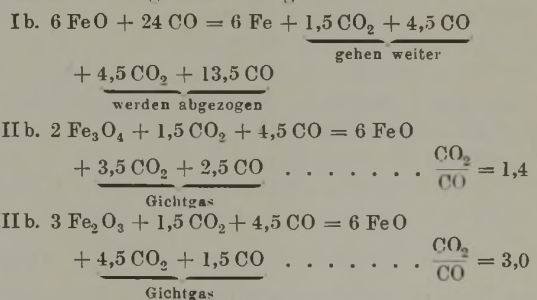 I b. 6 FeO + 24 CO = 6 Fe + 1,5 CO₂ + 4,5 CO
gehen weiter
+ 4,5 CO₂ + 13,5 CO
werden abgezogen
II b. 2 Fe₃O₄ + 1,5 CO₂ + 4,5 CO = 6 FeO
+ 3,5 CO₂ + 2,5 CO . . . . . . . CO₂/CO = 1,4
Gichtgas
II b. 3 Fe₂O₃ + 1,5 CO₂ + 4,5 CO = 6 FeO
+ 4,5 CO₂ + 1,5 CO . . . . . . . CO₂/CO = 3,0
Gichtgas